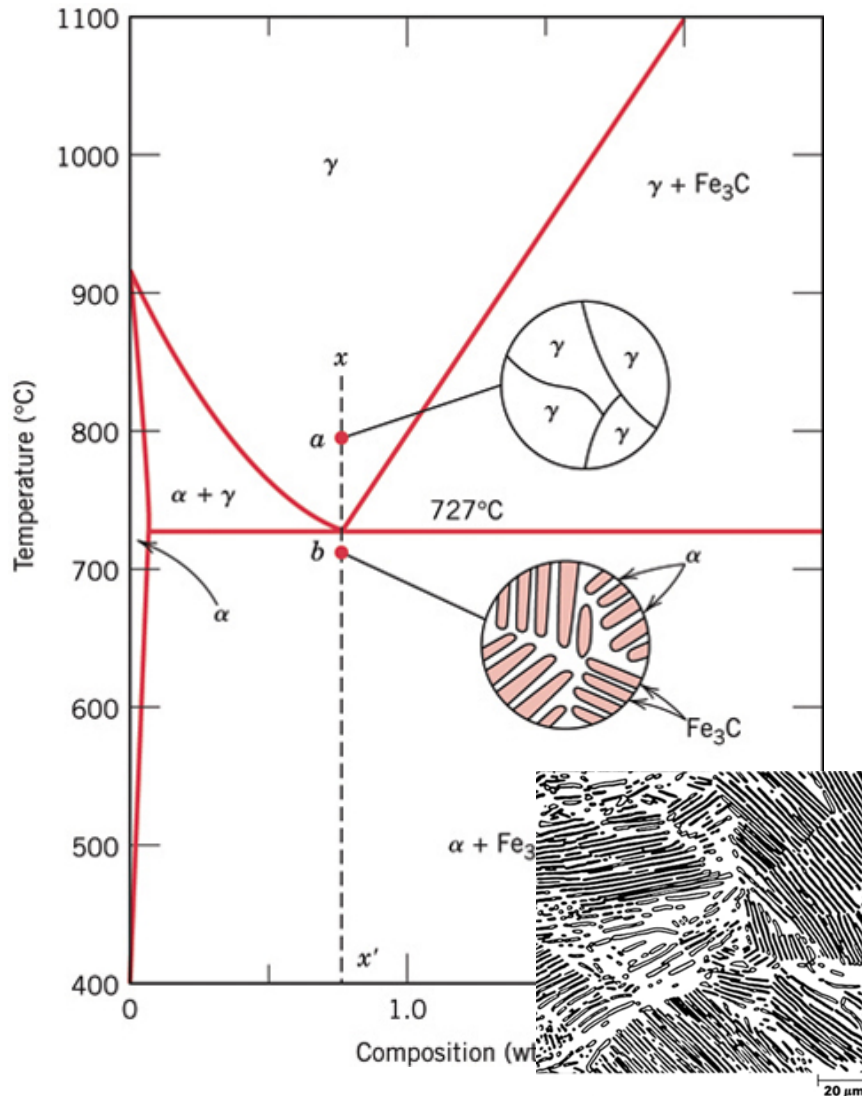 1100
1000
900
800
700
600
500
400
Temperature (°C)
γ
γ + Fe₃C
x
γ
γ
γ
γ
a
α + γ
727°C
b
α
α
Fe₃C
α + Fe₃
x′
0
1.0
Composition
20 μm